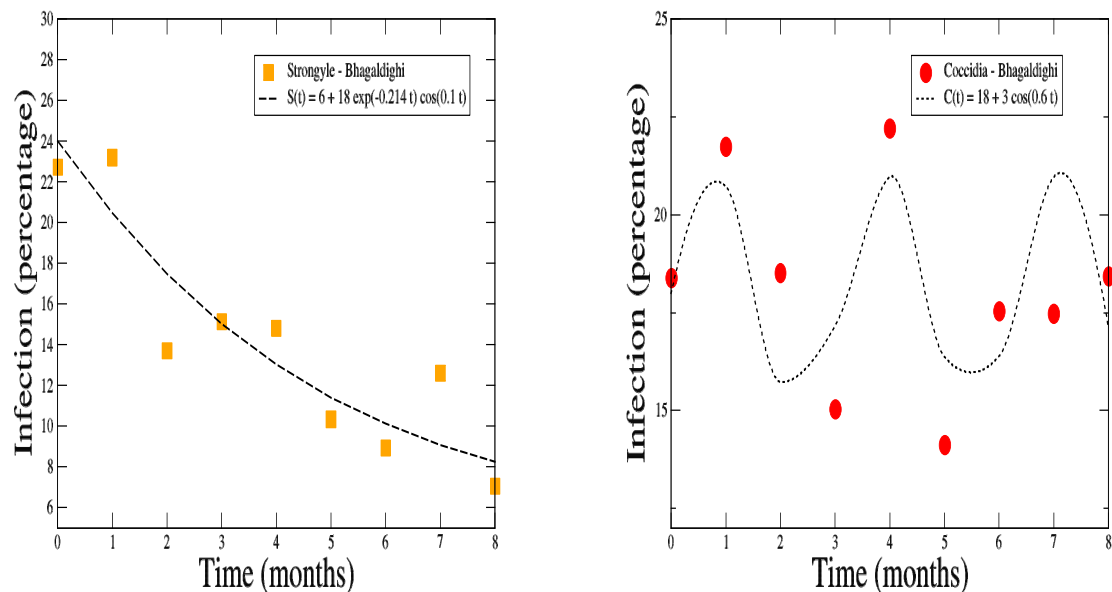 30
28
26
24
22
20
18
16
14
12
10
8
6
0 1 2 3 4 5 6 7 8
Time (months)
Infection (percentage)
Strongyle - Bhagaldighi
S(t) = 6 + 18 exp(-0.214 t) cos(0.1 t)
25
20
15
0 1 2 3 4 5 6 7 8
Time (months)
Infection (percentage)
Coccidia - Bhagaldighi
C(t) = 18 + 3 cos(0.6 t)